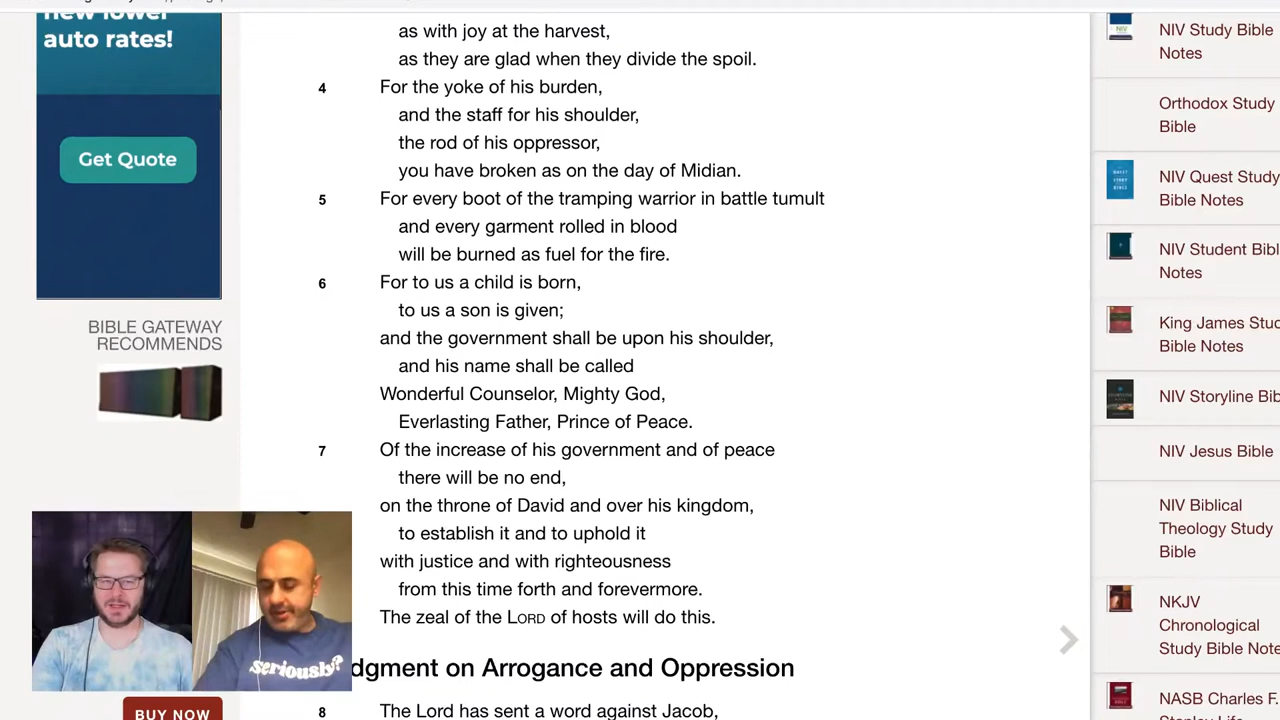 new lower
auto rates!
Get Quote
BIBLE GATEWAY
RECOMMENDS
BUY NOW
as with joy at the harvest,
as they are glad when they divide the spoil.
4 For the yoke of his burden,
and the staff for his shoulder,
the rod of his oppressor,
you have broken as on the day of Midian.
5 For every boot of the tramping warrior in battle tumult
and every garment rolled in blood
will be burned as fuel for the fire.
6 For to us a child is born,
to us a son is given;
and the government shall be upon his shoulder,
and his name shall be called
Wonderful Counselor, Mighty God,
Everlasting Father, Prince of Peace.
7 Of the increase of his government and of peace
there will be no end,
on the throne of David and over his kingdom,
to establish it and to uphold it
with justice and with righteousness
from this time forth and forevermore.
The zeal of the LORD of hosts will do this.
dgment on Arrogance and Oppression
8 The Lord has sent a word against Jacob,
seriously?
NIV Study Bible
Notes
Orthodox Study
Bible
NIV Quest Study
Bible Notes
NIV Student Bibl
Notes
King James Stud
Bible Notes
NIV Storyline Bib
NIV Jesus Bible
NIV Biblical
Theology Study
Bible
NKJV
Chronological
Study Bible Note
NASB Charles F.